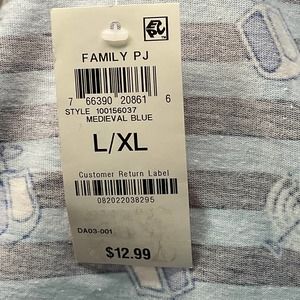 FAMILY PJ
7 66390 20861 6
STYLE 100156037
MEDIEVAL BLUE
L/XL
Customer Return Label
082022038295
DA03-001
$12.99